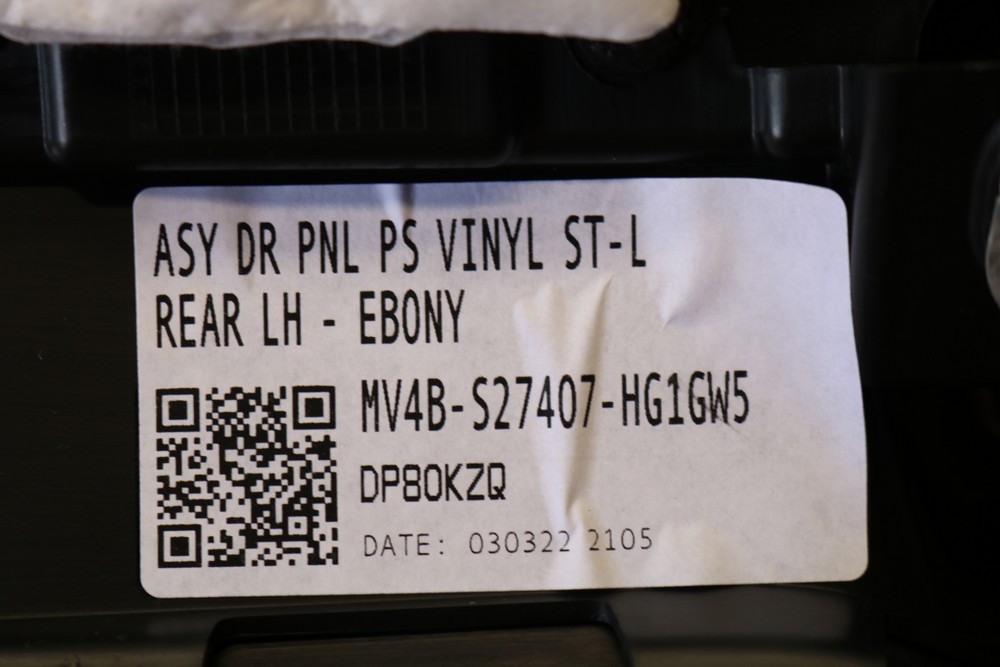 ASY DR PNL PS VINYL ST-L
REAR LH - EBONY
MV4B-S27407-HG1GW5
DP80KZQ
DATE: 030322 2105